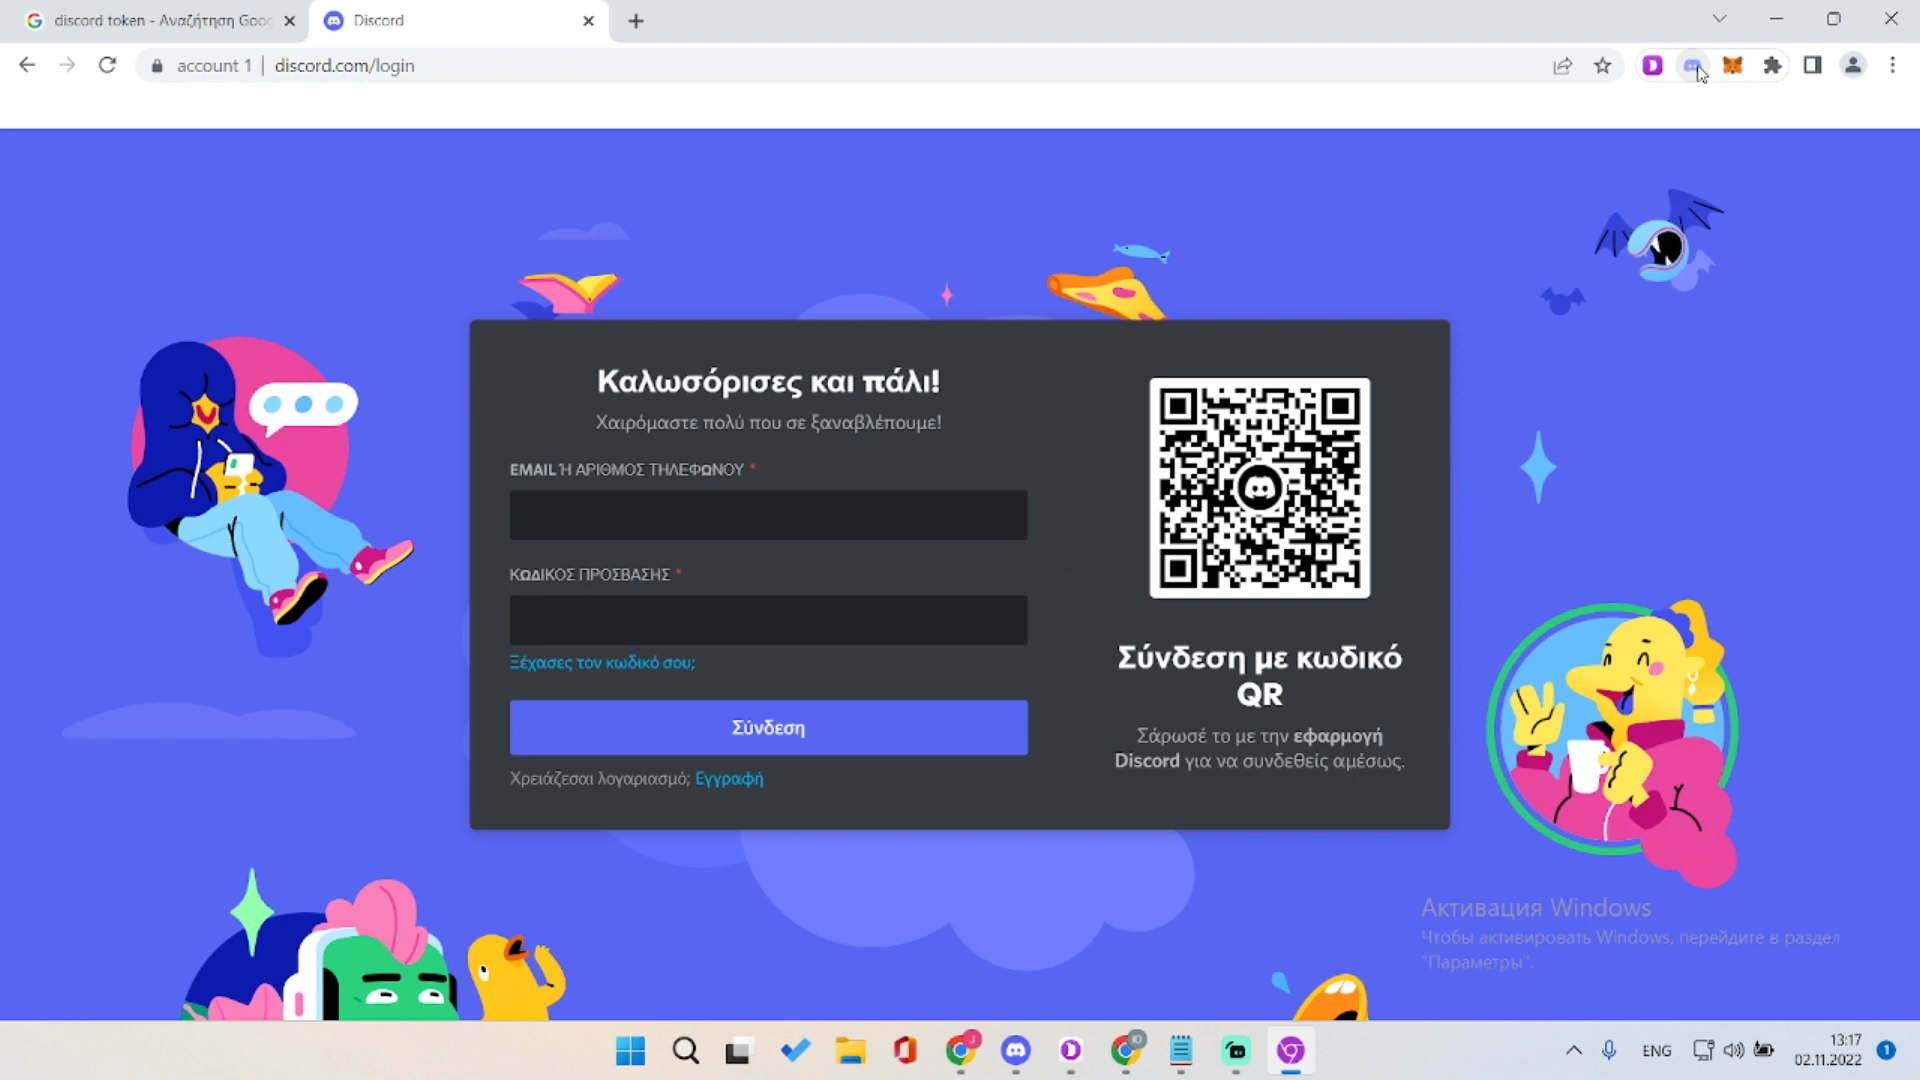 discord token - Αναζήτηση Goo
Discord
account 1
discord.com/login
Καλωσόρισες και πάλι!
Χαιρόμαστε πολύ που σε ξαναβλέπουμε!
EMAIL Ή ΑΡΙΘΜΟΣ ΤΗΛΕΦΩΝΟΥ *
ΚΩΔΙΚΟΣ ΠΡΟΣΒΑΣΗΣ *
Ξέχασες τον κωδικό σου;
Σύνδεση
Χρειάζεσαι λογαριασμό; Εγγραφή
Σύνδεση με κωδικό
QR
Σάρωσέ το με την εφαρμογή
Discord για να συνδεθείς αμέσως.
Активация Windows
Чтобы активировать Windows, перейдите в раздел
"Параметры".
ENG
13:17
02.11.2022
1